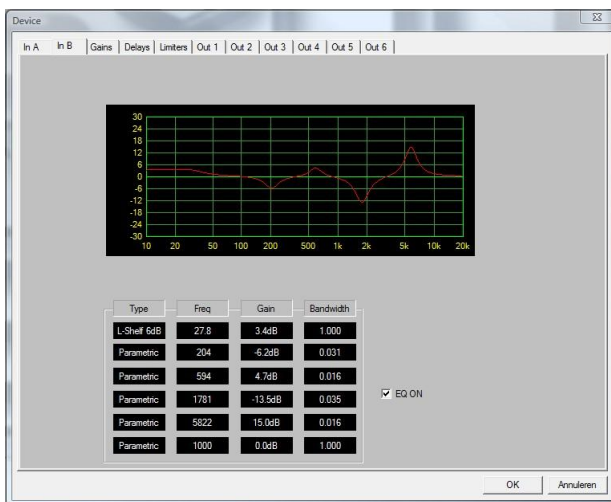 Device
In A In B Gains Delays Limiters Out 1 Out 2 Out 3 Out 4 Out 5 Out 6
30
24
18
12
6
0
-6
-12
-18
-24
-30
10 20 50 100 200 500 1k 2k 5k 10k 20k
Type Freq Gain Bandwidth
L-Shelf 6dB 27.8 3.4dB 1.000
Parametric 204 -6.2dB 0.031
Parametric 594 4.7dB 0.016
Parametric 1781 -13.5dB 0.035
EQ ON
Parametric 5822 15.0dB 0.016
Parametric 1000 0.0dB 1.000
OK Annuleren